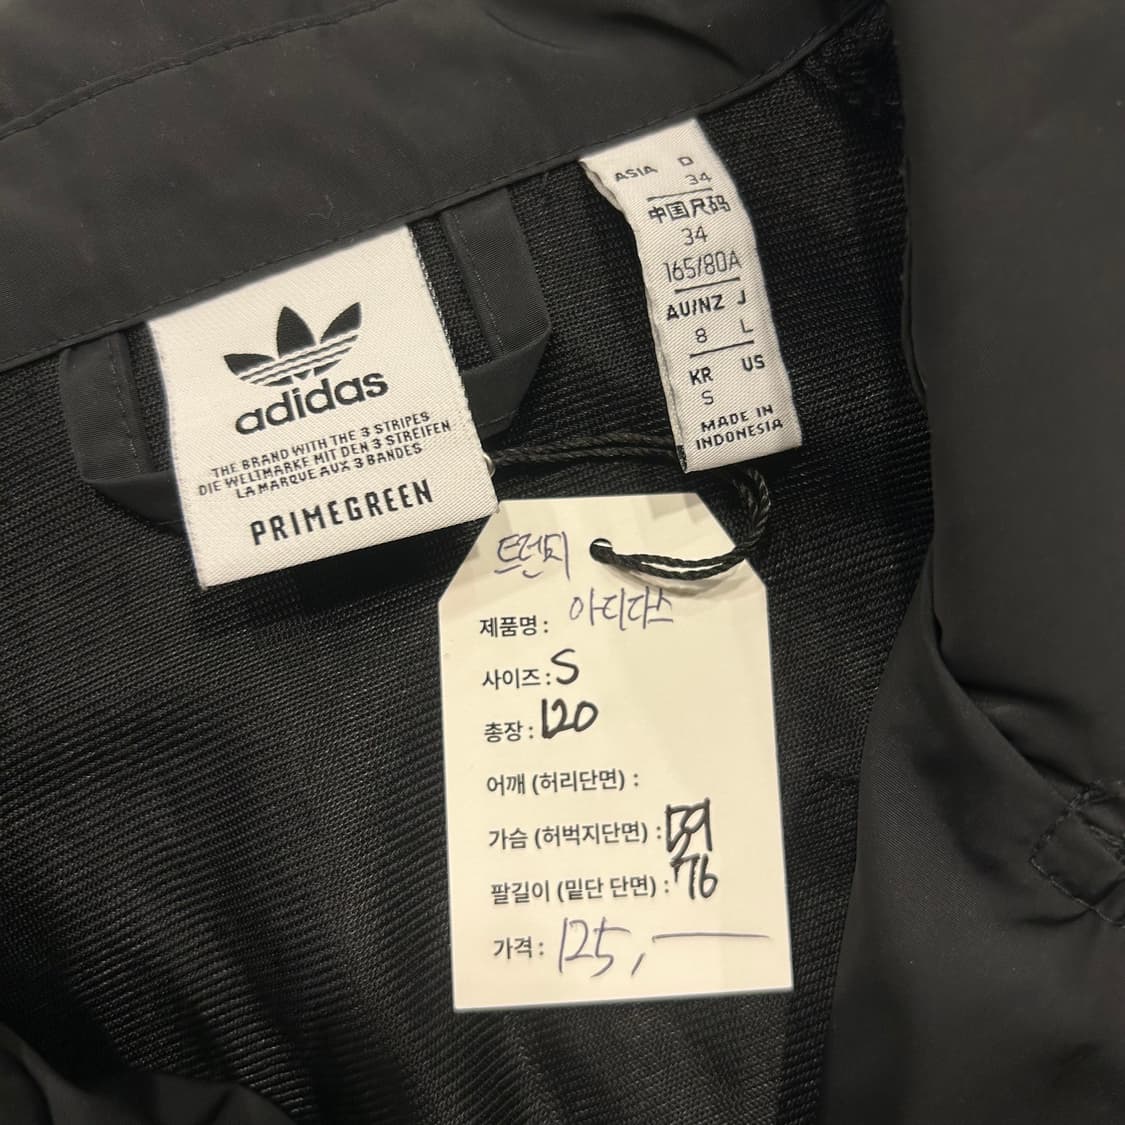 adidas
THE BRAND WITH THE 3 STRIPES
DIE WELTMARKE MIT DEN 3 STREIFEN
LA MARQUE AUX 3 BANDES
PRIMEGREEN
ASIA D
34
中国尺码
34
165/80A
AU/NZ J
8 L
KR US
S
MADE IN
INDONESIA
트렌치
제품명: 아디다스
사이즈: S
총장: 120
어깨 (허리단면) :
가슴 (허벅지단면) : 59
팔길이 (밑단 단면) : 76
가격: 125,